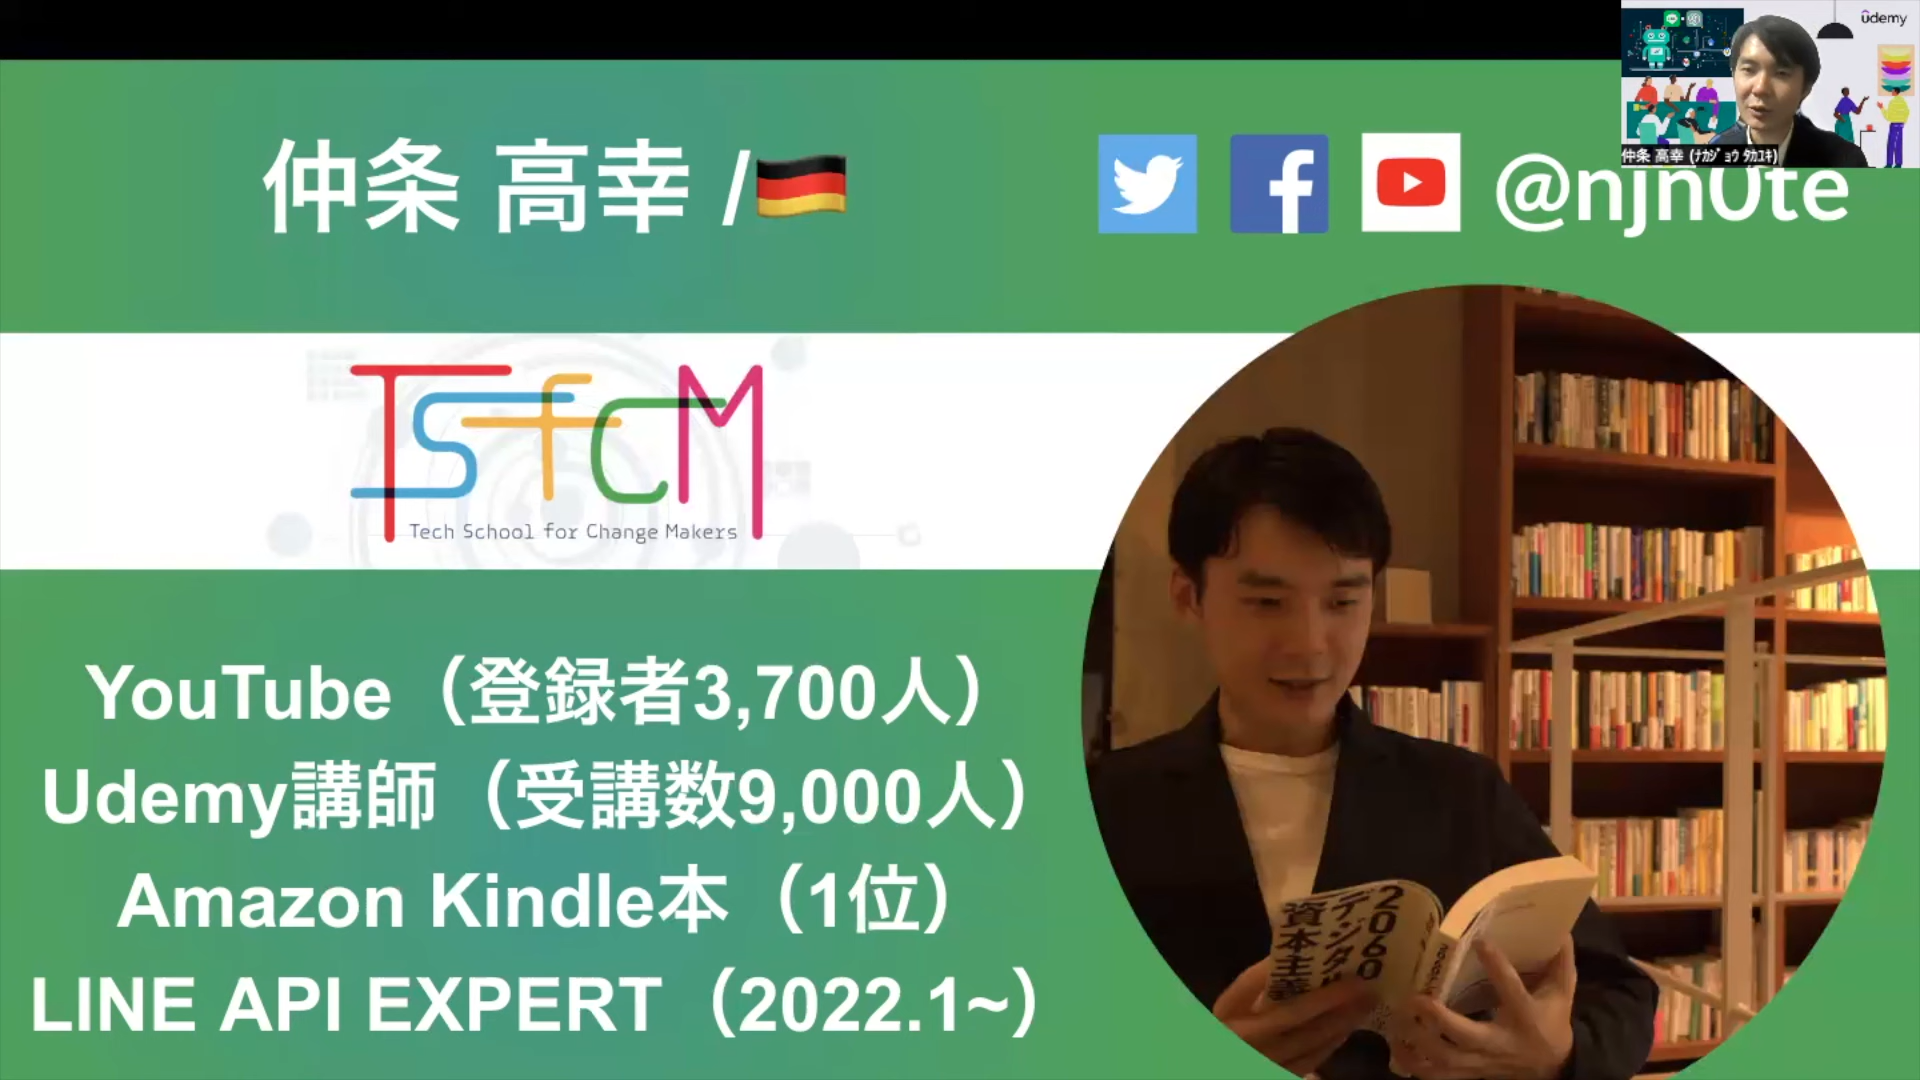 仲条 高幸 /
@njn0te
udemy
仲条 高幸 (ナカジョウ タカユキ)
TSfCM
Tech School for Change Makers
YouTube（登録者3,700人）
Udemy講師（受講数9,000人）
Amazon Kindle本（1位）
LINE API EXPERT（2022.1~）
2060
デジタル
資本主義